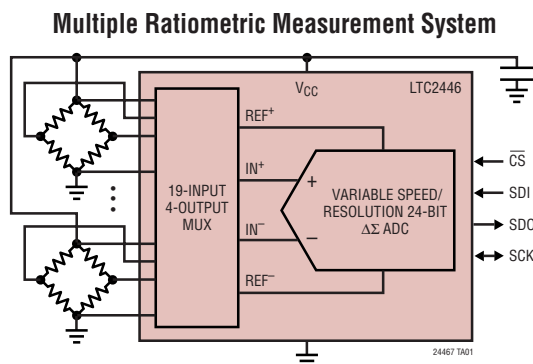 Multiple Ratiometric Measurement System
VCC
LTC2446
19-INPUT
4-OUTPUT
MUX
REF+
IN+
IN–
REF–
+
–
VARIABLE SPEED/
RESOLUTION 24-BIT
ΔΣ ADC
CS
SDI
SDO
SCK
24467 TA01